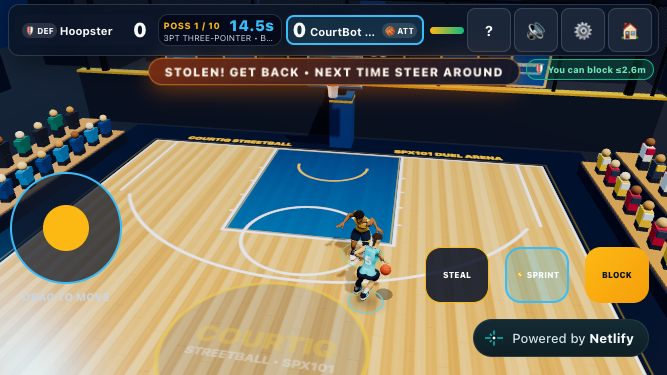 DEF Hoopster 0
POSS 1 / 10 14.5s
3PT THREE-POINTER • B...
0 CourtBot ... ATT
?
STOLEN! GET BACK • NEXT TIME STEER AROUND
You can block ≤2.6m
COURTIQ STREETBALL
SPX101 DUEL ARENA
5
STEAL
SPRINT
BLOCK
DRAG TO MOVE
COURTIQ
STREETBALL • SPX101
Powered by Netlify